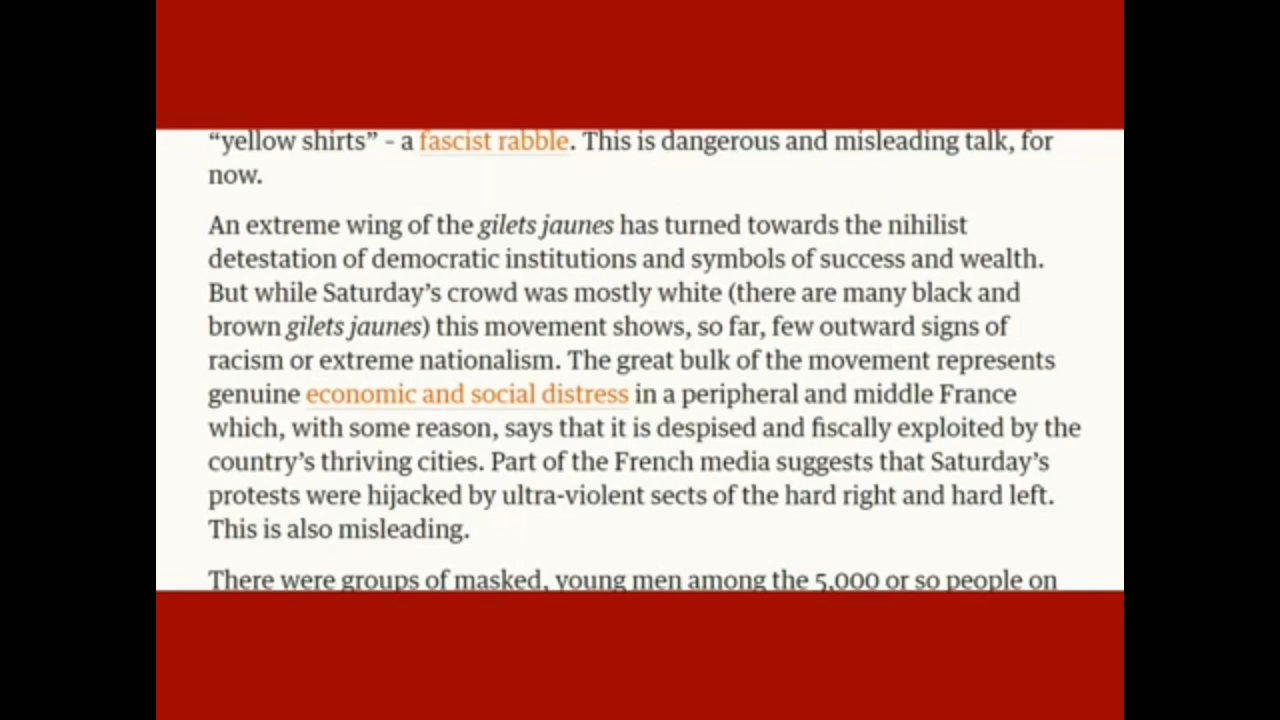 “yellow shirts” – a fascist rabble. This is dangerous and misleading talk, for
now.
An extreme wing of the gilets jaunes has turned towards the nihilist
detestation of democratic institutions and symbols of success and wealth.
But while Saturday’s crowd was mostly white (there are many black and
brown gilets jaunes) this movement shows, so far, few outward signs of
racism or extreme nationalism. The great bulk of the movement represents
genuine economic and social distress in a peripheral and middle France
which, with some reason, says that it is despised and fiscally exploited by the
country’s thriving cities. Part of the French media suggests that Saturday’s
protests were hijacked by ultra-violent sects of the hard right and hard left.
This is also misleading.
There were groups of masked, young men among the 5,000 or so people on